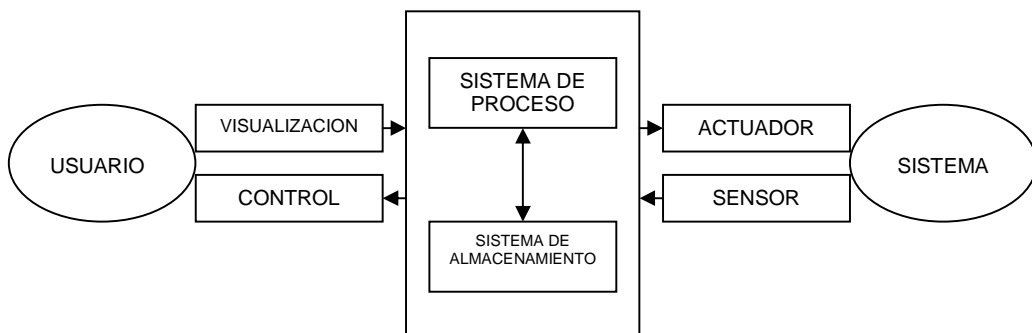 SISTEMA DE
PROCESO
VISUALIZACION
ACTUADOR
USUARIO
SISTEMA
CONTROL
SENSOR
SISTEMA DE
ALMACENAMIENTO